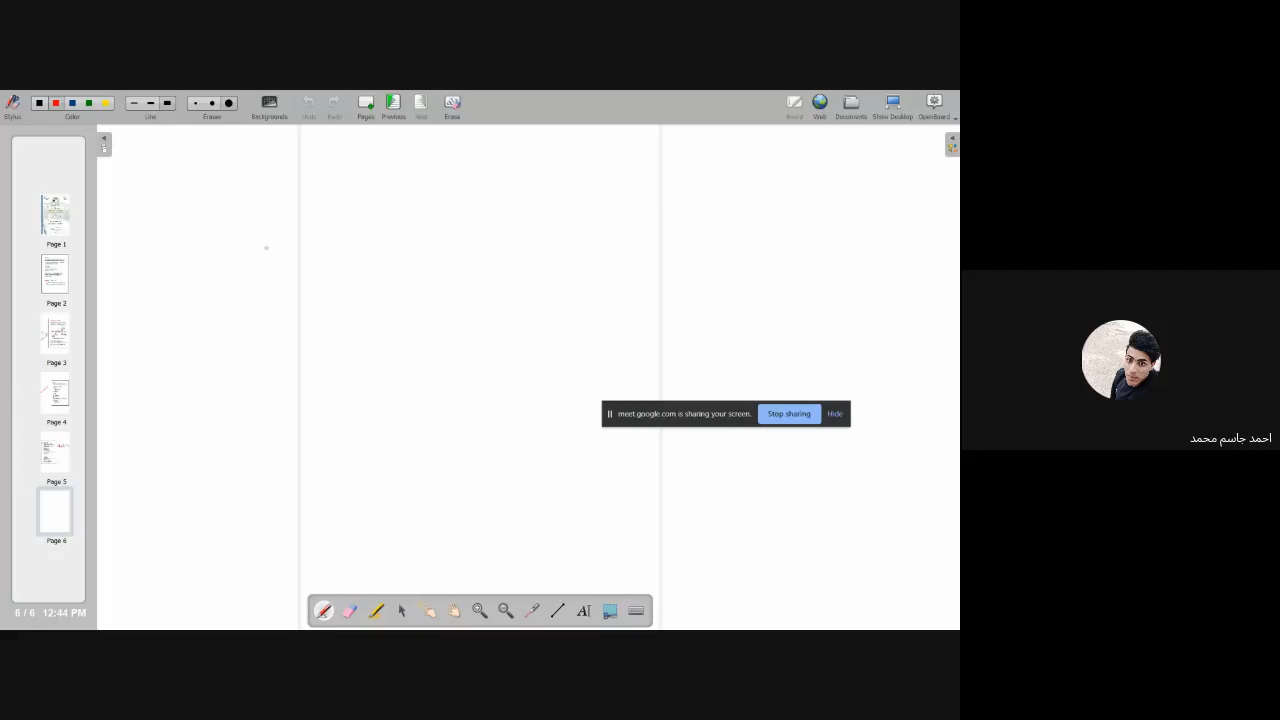 Stylus
Color
Line
Eraser
Backgrounds
Undo
Redo
Pages
Previous
Next
Erase
Board
Web
Documents
Show Desktop
OpenBoard
Page 1
Page 2
Page 3
Page 4
Page 5
Page 6
meet.google.com is sharing your screen.
Stop sharing
Hide
احمد جاسم محمد
6 / 6 12:44 PM